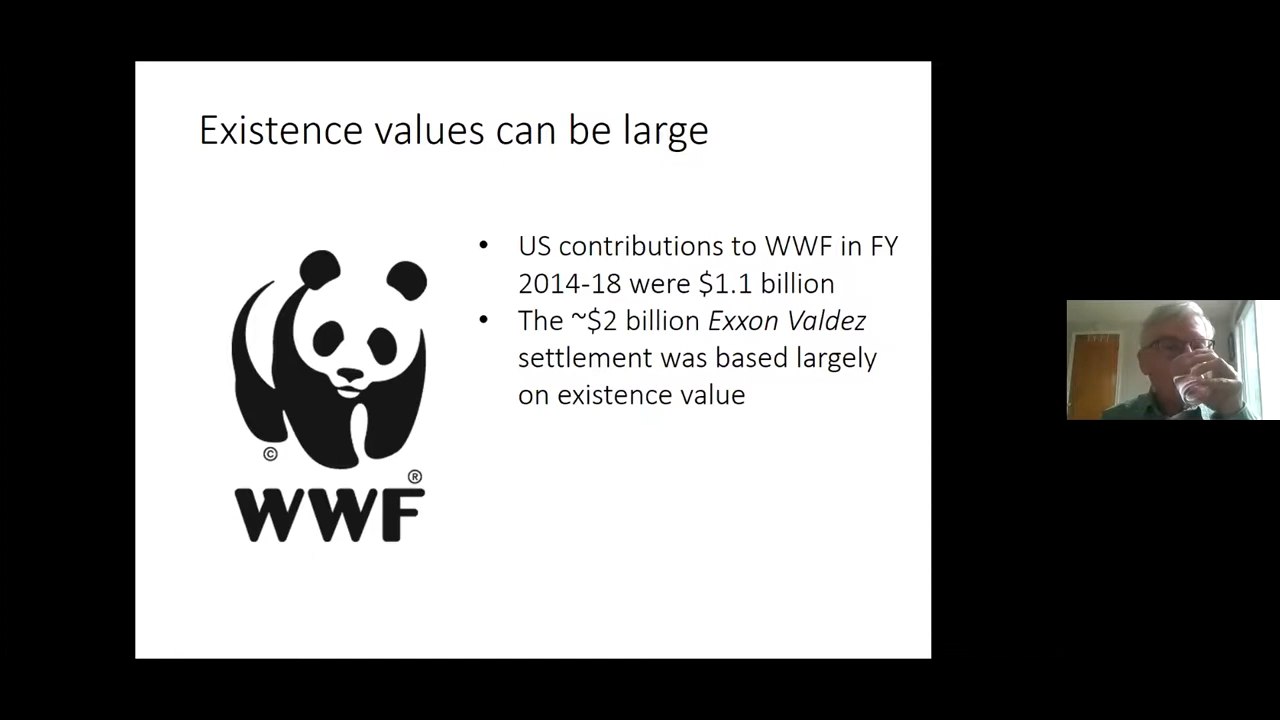 Existence values can be large
• US contributions to WWF in FY
2014-18 were $1.1 billion
• The ~$2 billion Exxon Valdez
settlement was based largely
on existence value
©
®
WWF